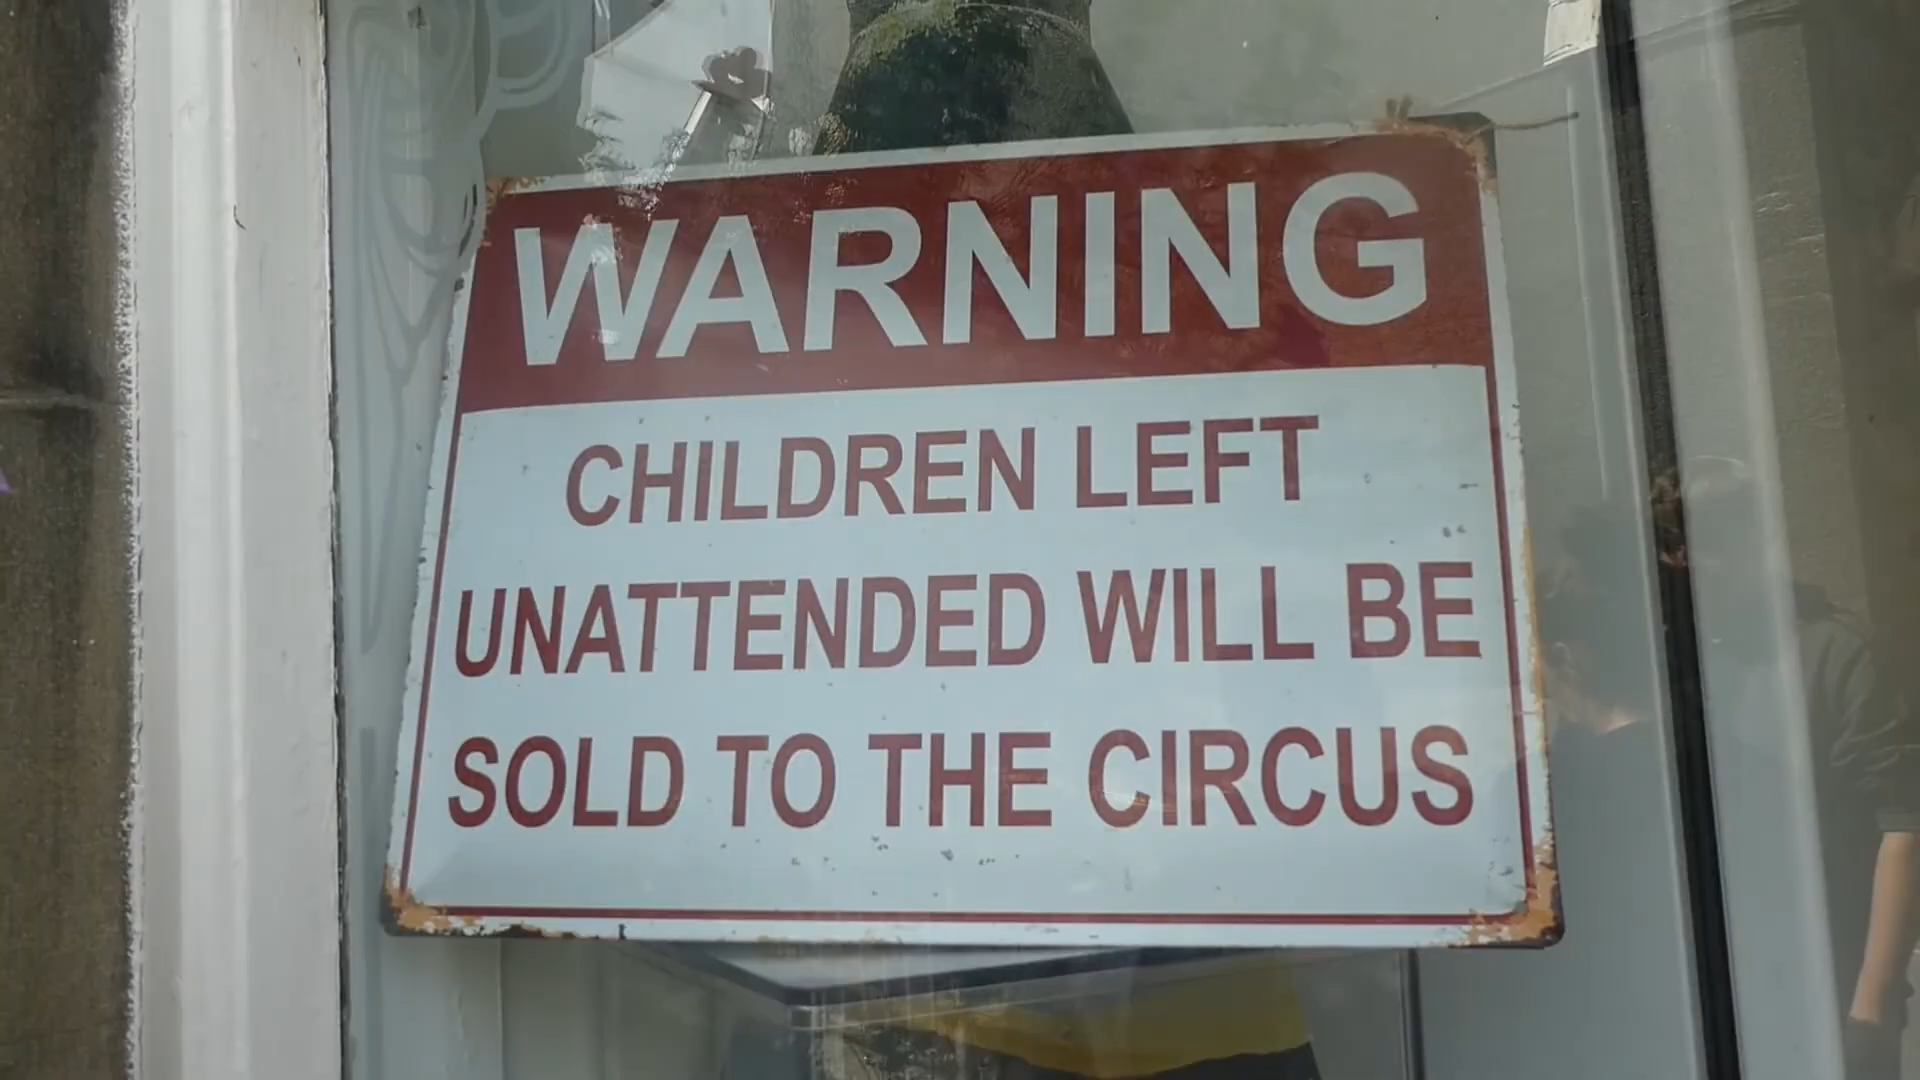 WARNING
CHILDREN LEFT
UNATTENDED WILL BE
SOLD TO THE CIRCUS